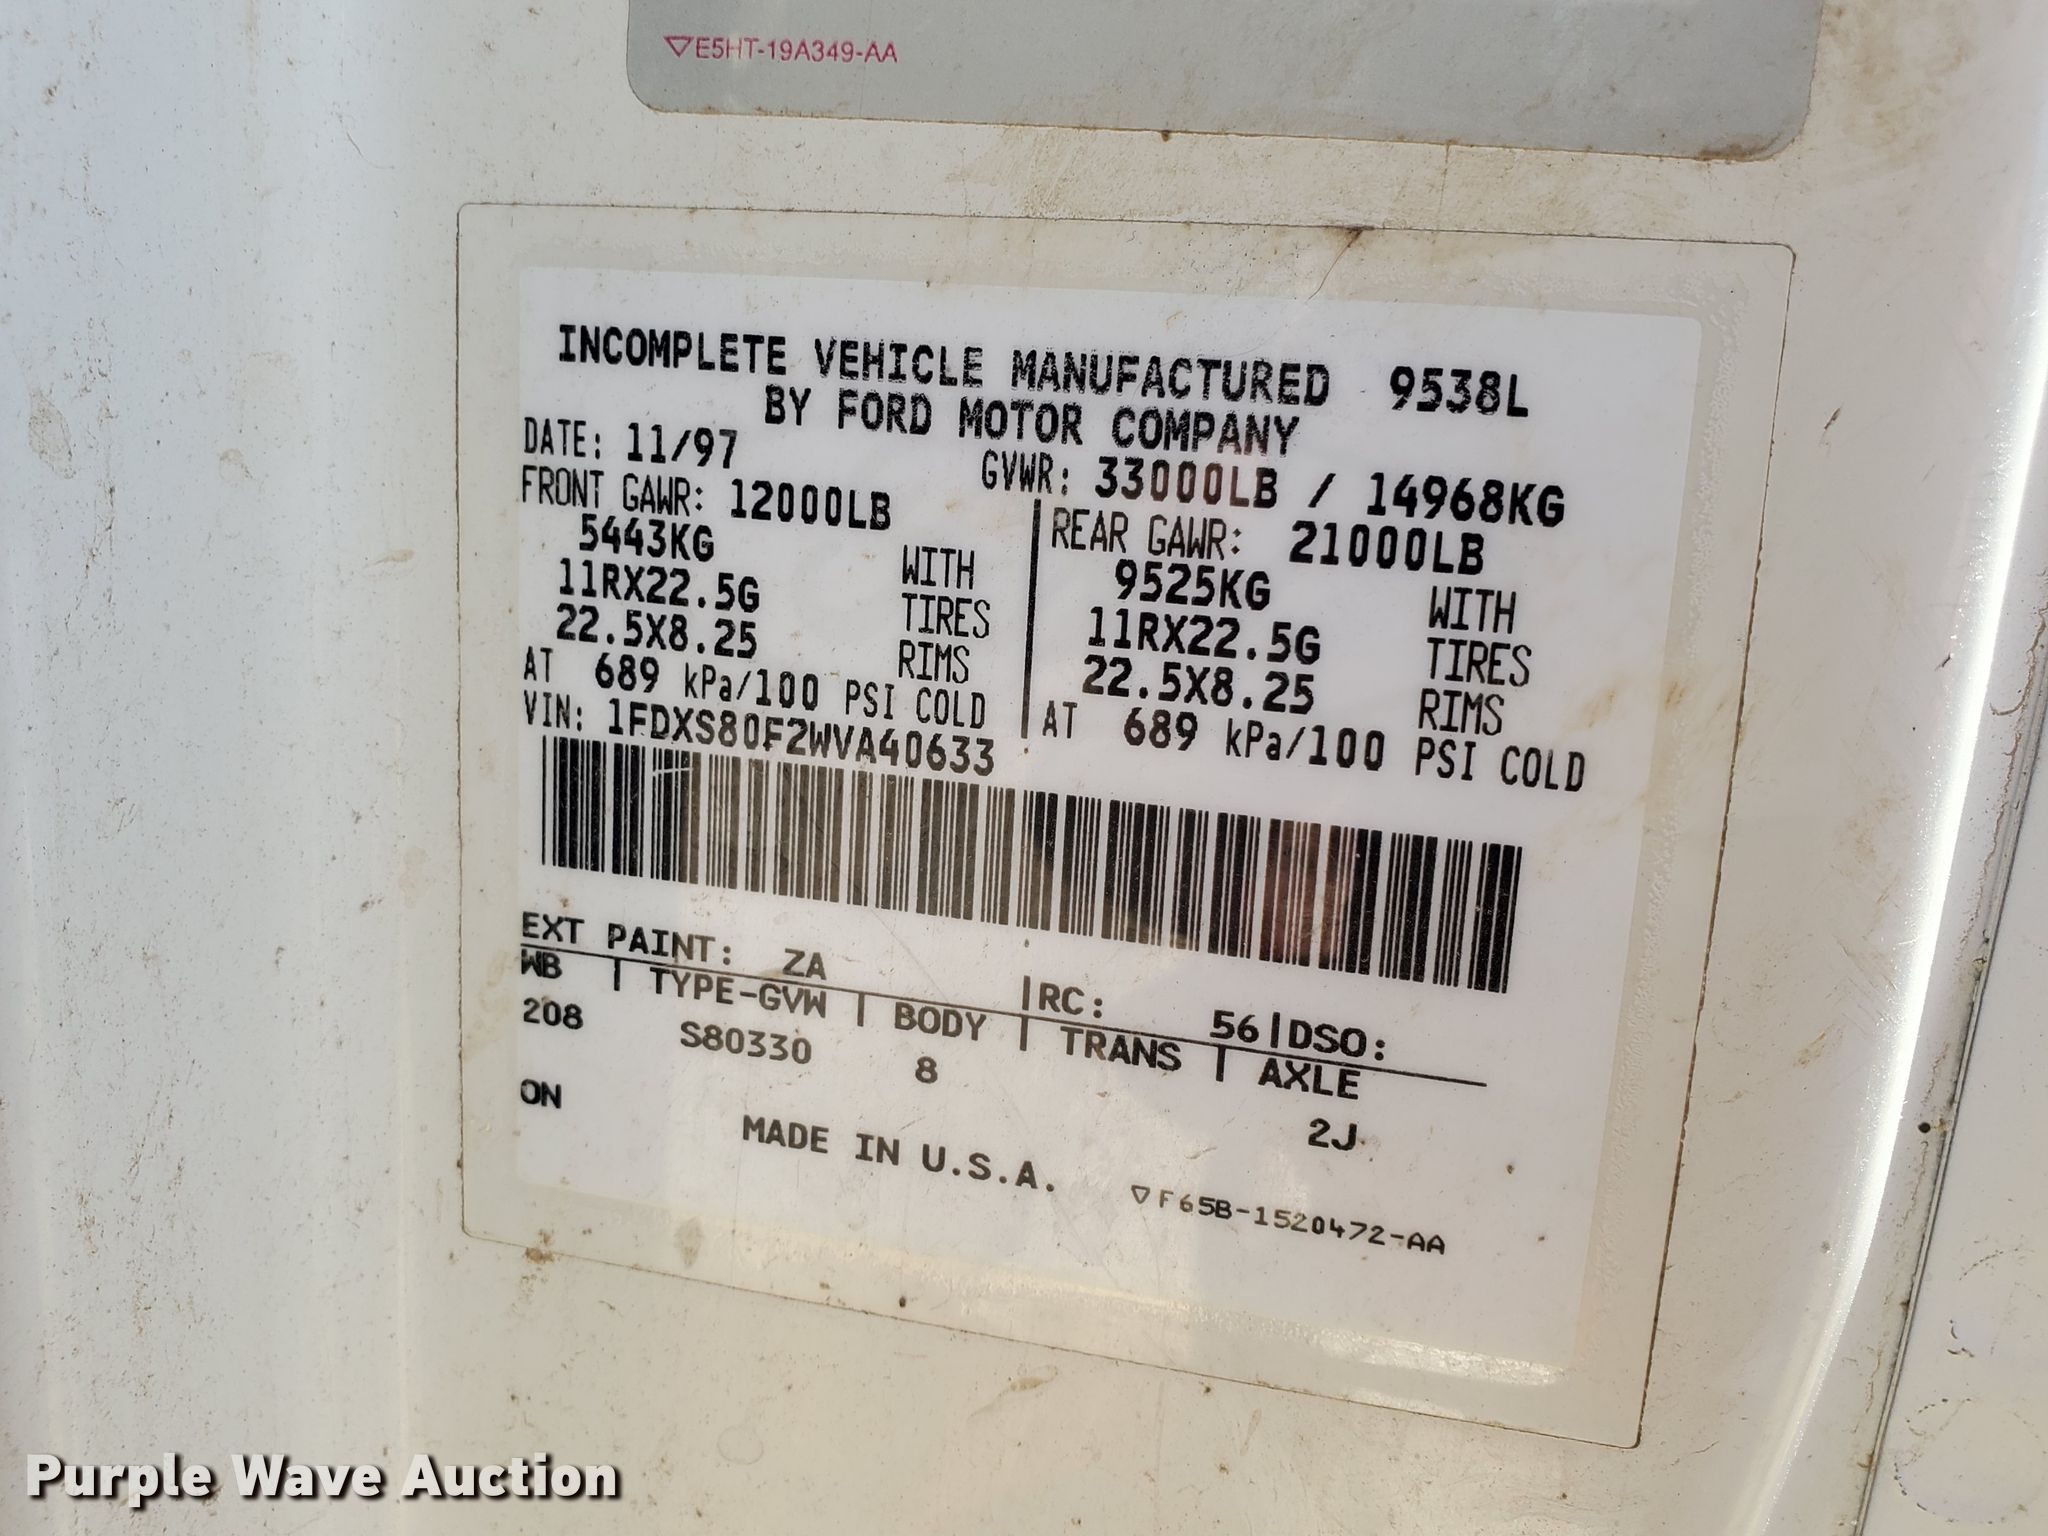 ▽E5HT-19A349-AA
INCOMPLETE VEHICLE MANUFACTURED 9538L
BY FORD MOTOR COMPANY
DATE: 11/97 GVWR: 33000LB / 14968KG
FRONT GAWR: 12000LB
5443KG WITH
11RX22.5G TIRES
22.5X8.25 RIMS
AT 689 kPa/100 PSI COLD
REAR GAWR: 21000LB
9525KG WITH
11RX22.5G TIRES
22.5X8.25 RIMS
AT 689 kPa/100 PSI COLD
VIN: 1FDXS80F2WVA40633
EXT PAINT: ZA |RC: 56|DSO:
WB | TYPE-GVW | BODY | TRANS | AXLE
208 S80330 8 2J
ON
MADE IN U.S.A.
▽F65B-1520472-AA
Purple Wave Auction